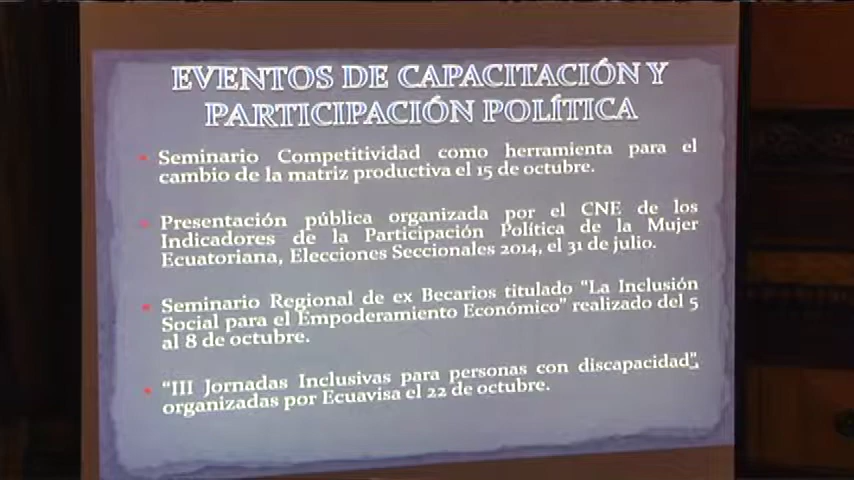 EVENTOS DE CAPACITACIÓN Y
PARTICIPACIÓN POLÍTICA
Seminario Competitividad como herramienta para el
cambio de la matriz productiva el 15 de octubre.
Presentación pública organizada por el CNE de los
Indicadores de la Participación Política de la Mujer
Ecuatoriana, Elecciones Seccionales 2014, el 31 de julio.
Seminario Regional de ex Becarios titulado "La Inclusión
Social para el Empoderamiento Económico" realizado del 5
al 8 de octubre.
"III Jornadas Inclusivas para personas con discapacidad",
organizadas por Ecuavisa el 22 de octubre.